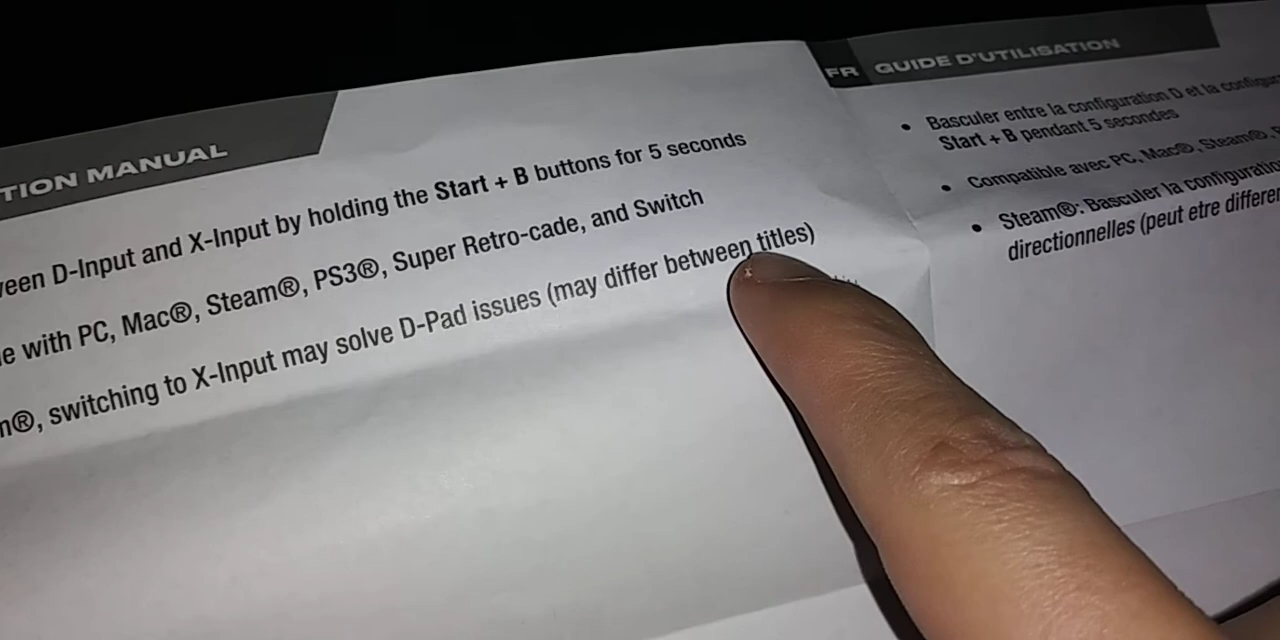 TION MANUAL
een D-Input and X-Input by holding the Start + B buttons for 5 seconds
e with PC, Mac®, Steam®, PS3®, Super Retro-cade, and Switch
m®, switching to X-Input may solve D-Pad issues (may differ between titles)
FR GUIDE D'UTILISATION
• Basculer entre la configuration D et la configur
Start + B pendant 5 secondes
• Compatible avec PC, Mac®, Steam®,
• Steam®: Basculer la configuratio
directionnelles (peut etre differen